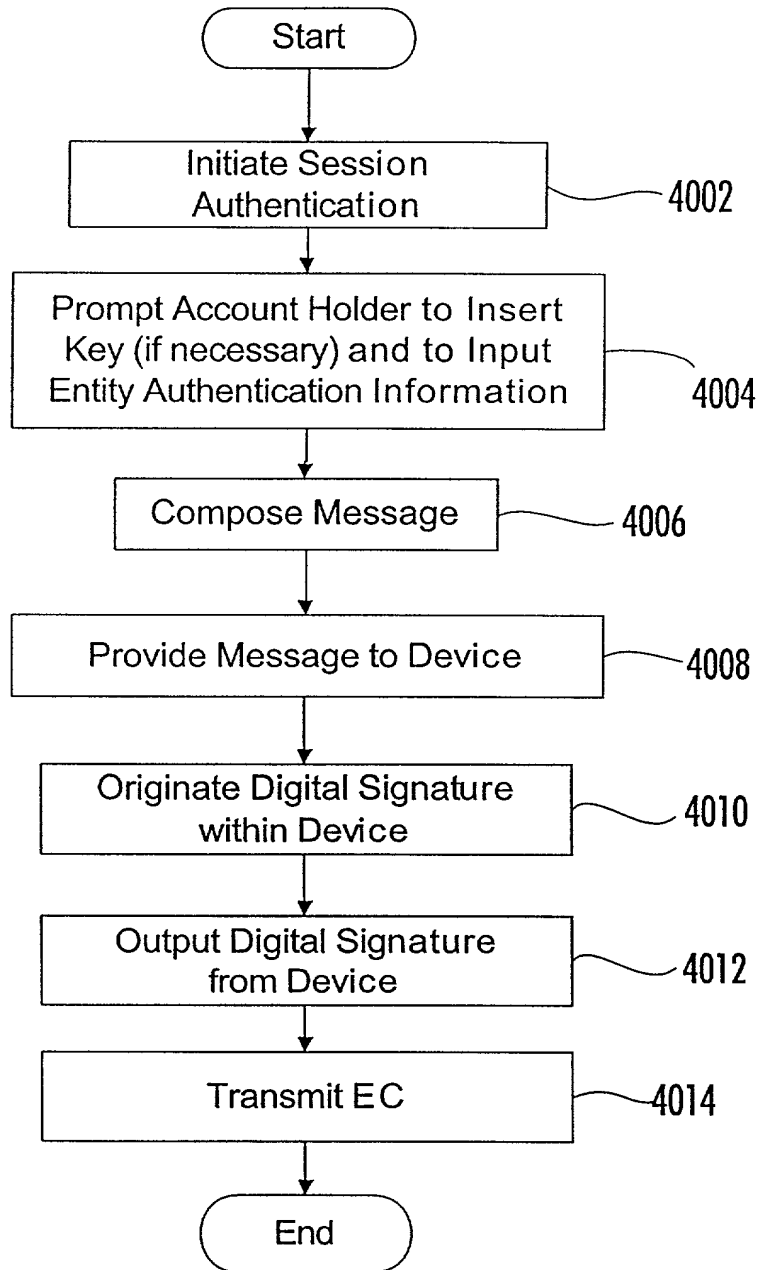 Start
Initiate Session
Authentication
4002
Prompt Account Holder to Insert
Key (if necessary) and to Input
Entity Authentication Information
4004
Compose Message
4006
Provide Message to Device
4008
Originate Digital Signature
within Device
4010
Output Digital Signature
from Device
4012
Transmit EC
4014
End